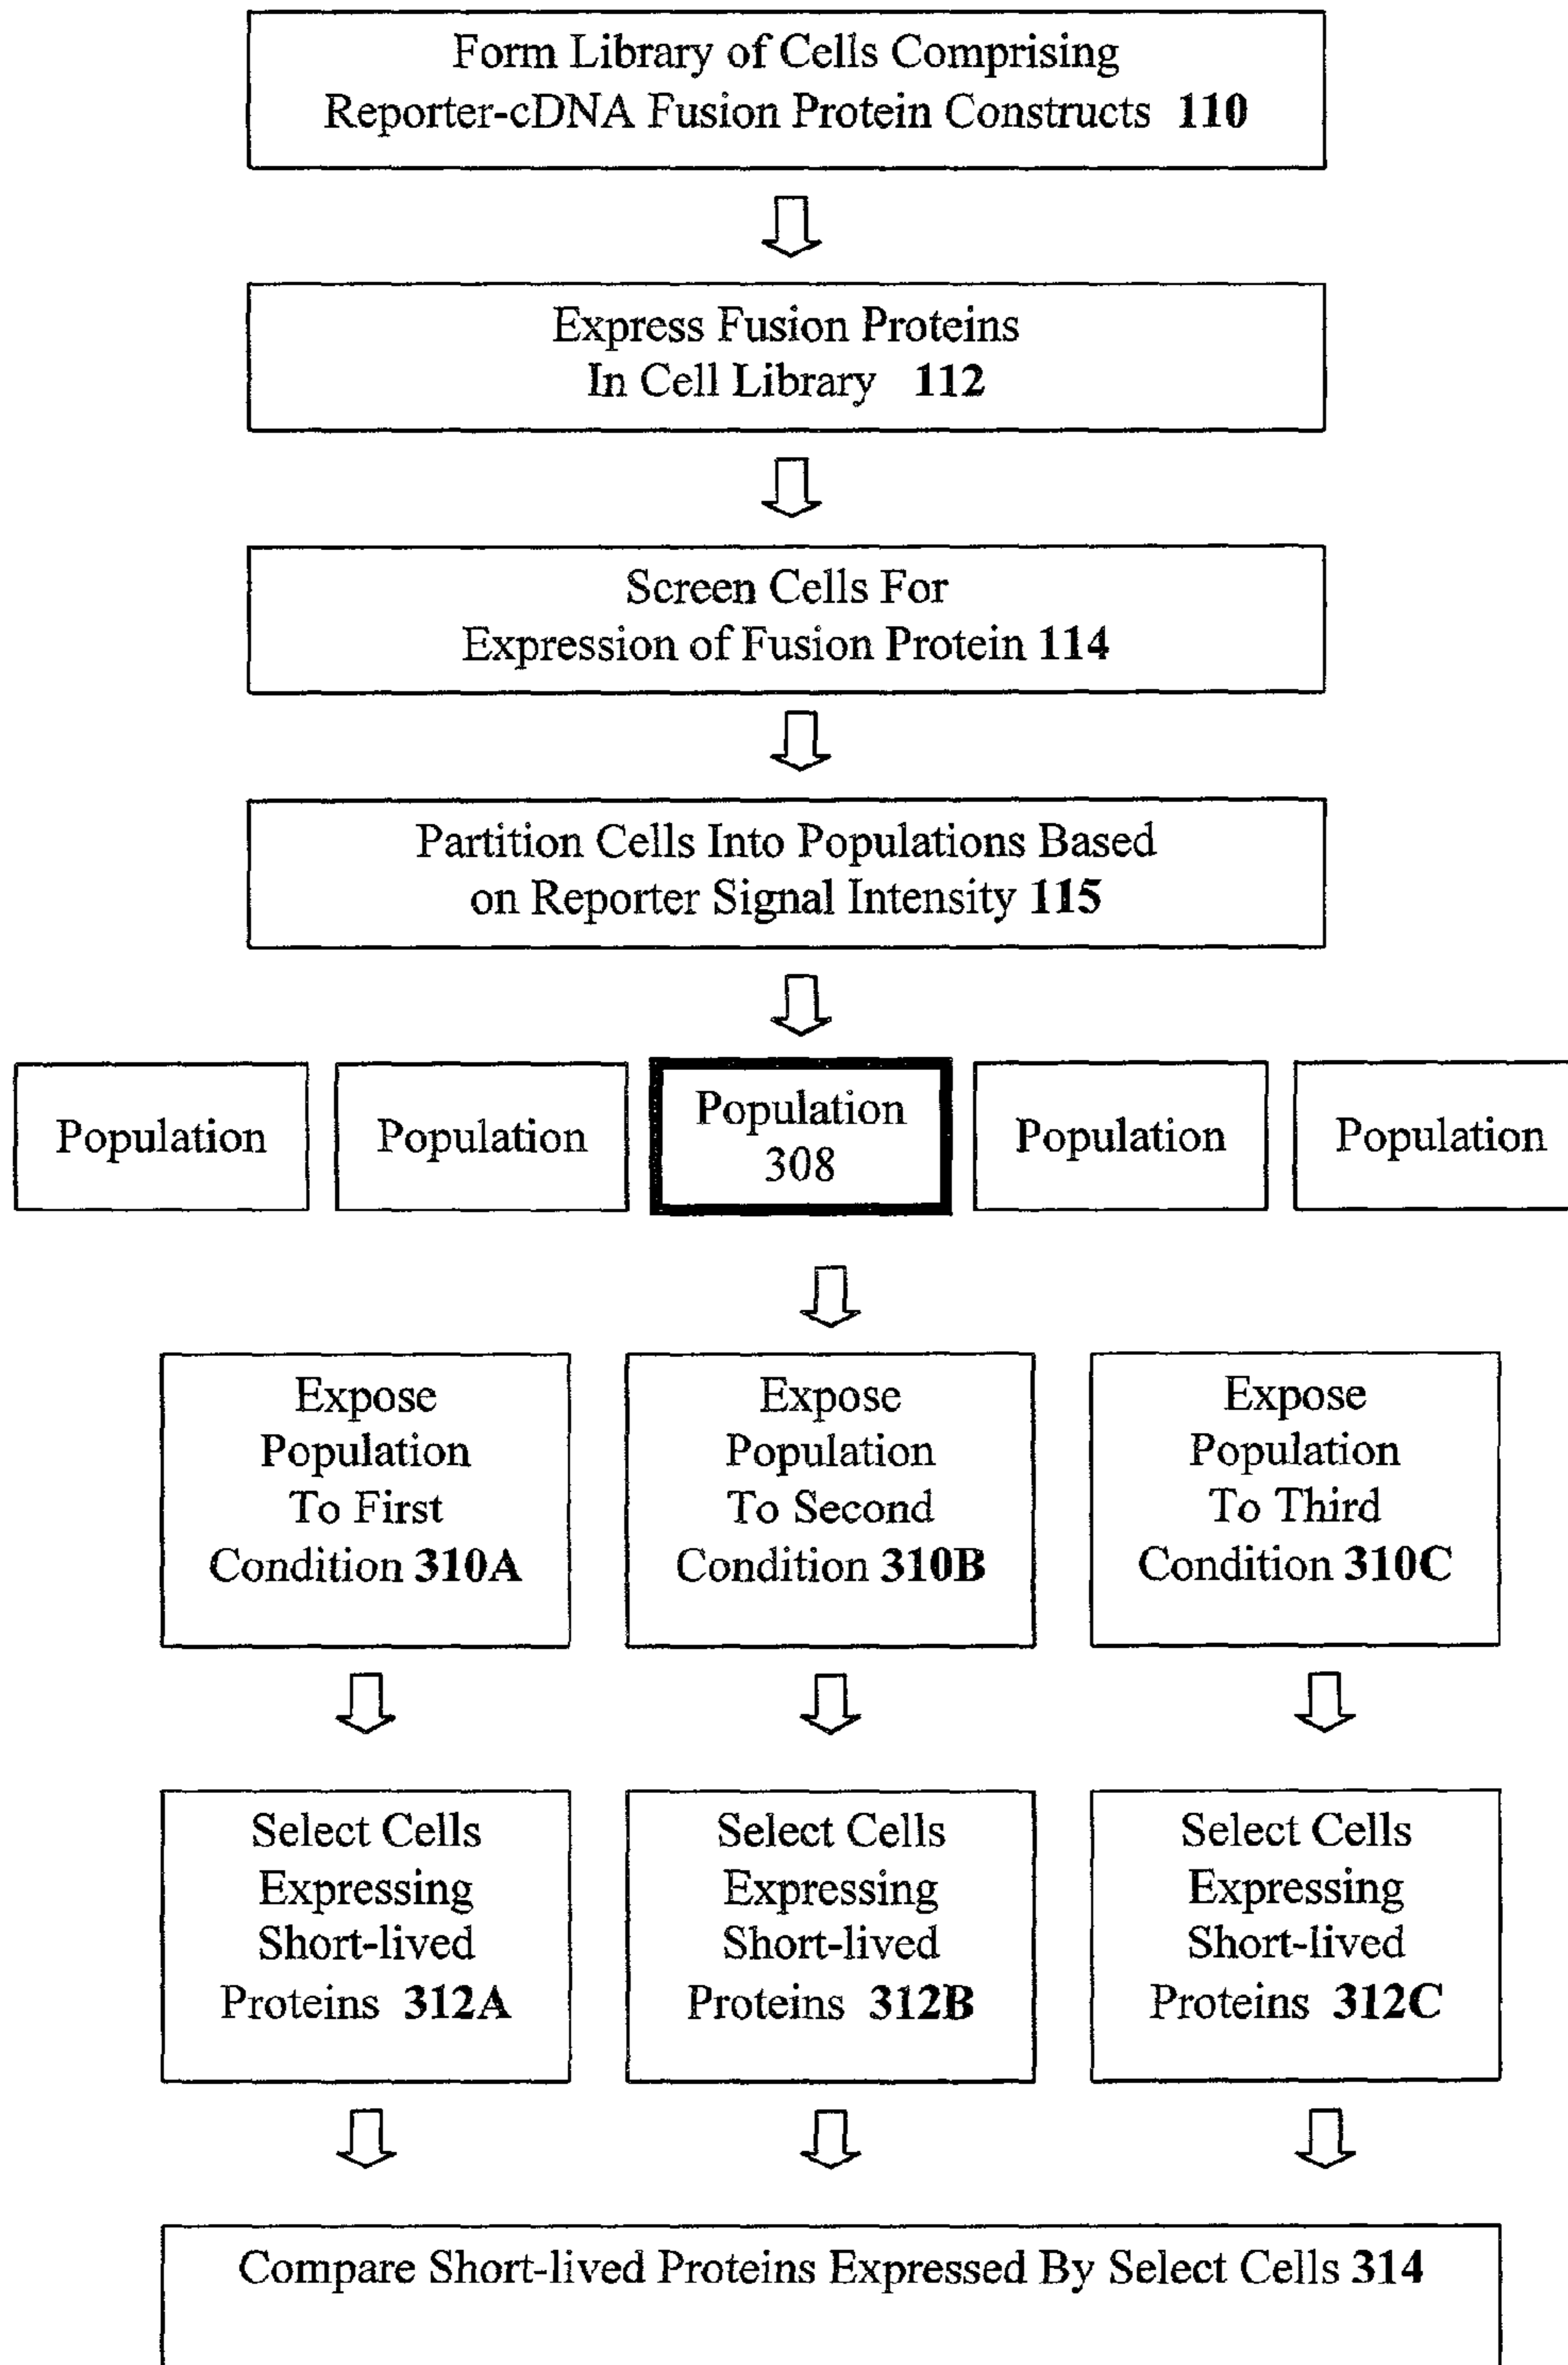 Form Library of Cells Comprising
Reporter-cDNA Fusion Protein Constructs 110
Express Fusion Proteins
In Cell Library 112
Screen Cells For
Expression of Fusion Protein 114
Partition Cells Into Populations Based
on Reporter Signal Intensity 115
Population
Population
Population
308
Population
Population
Expose
Population
To First
Condition 310A
Expose
Population
To Second
Condition 310B
Expose
Population
To Third
Condition 310C
Select Cells
Expressing
Short-lived
Proteins 312A
Select Cells
Expressing
Short-lived
Proteins 312B
Select Cells
Expressing
Short-lived
Proteins 312C
Compare Short-lived Proteins Expressed By Select Cells 314